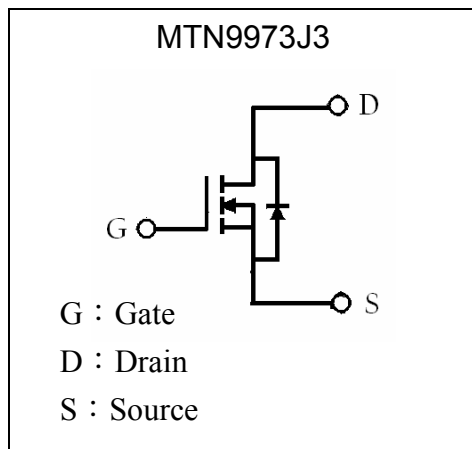 MTN9973J3
D
G
S
G：Gate
D：Drain
S：Source